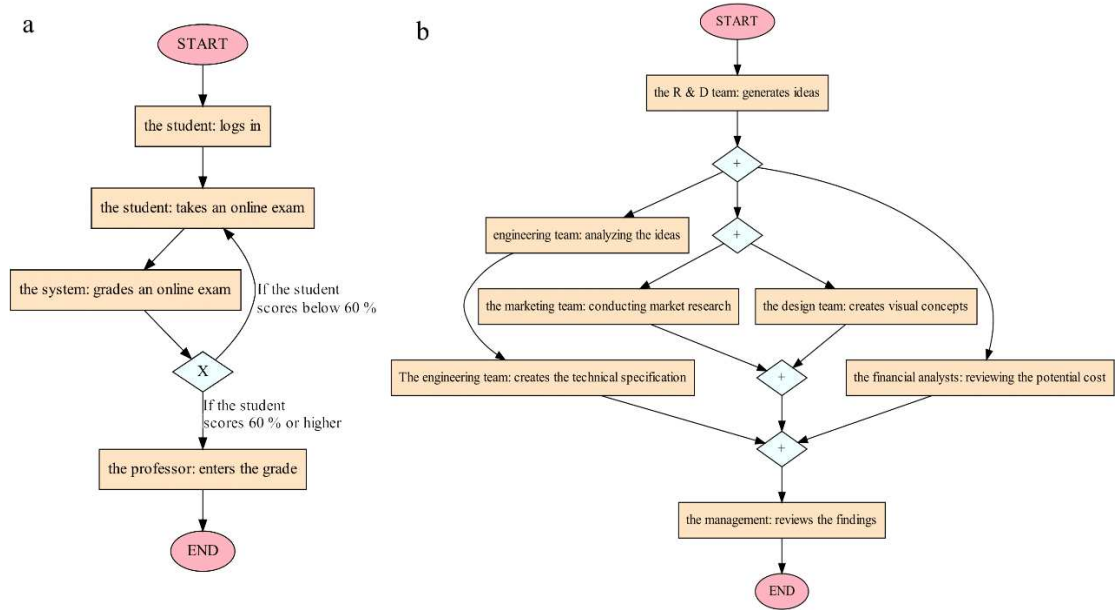 a
START
the student: logs in
the student: takes an online exam
the system: grades an online exam
If the student
scores below 60 %
X
If the student
scores 60 % or higher
the professor: enters the grade
END
b
START
the R & D team: generates ideas
+
engineering team: analyzing the ideas
+
the marketing team: conducting market research
the design team: creates visual concepts
The engineering team: creates the technical specification
+
the financial analysts: reviewing the potential cost
+
the management: reviews the findings
END